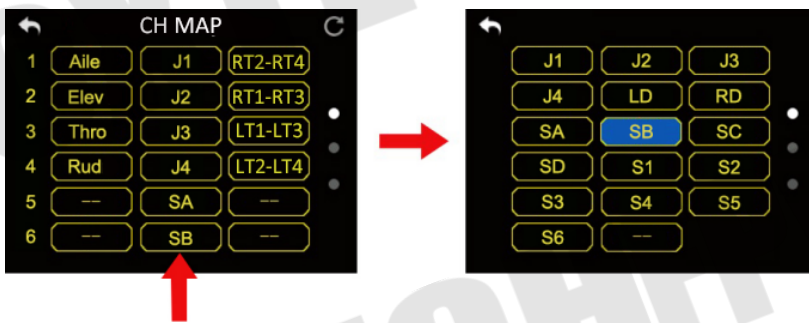 CH MAP
1 Aile J1 RT2-RT4
2 Elev J2 RT1-RT3
3 Thro J3 LT1-LT3
4 Rud J4 LT2-LT4
5 -- SA --
6 -- SB --
J1 J2 J3
J4 LD RD
SA SB SC
SD S1 S2
S3 S4 S5
S6 --